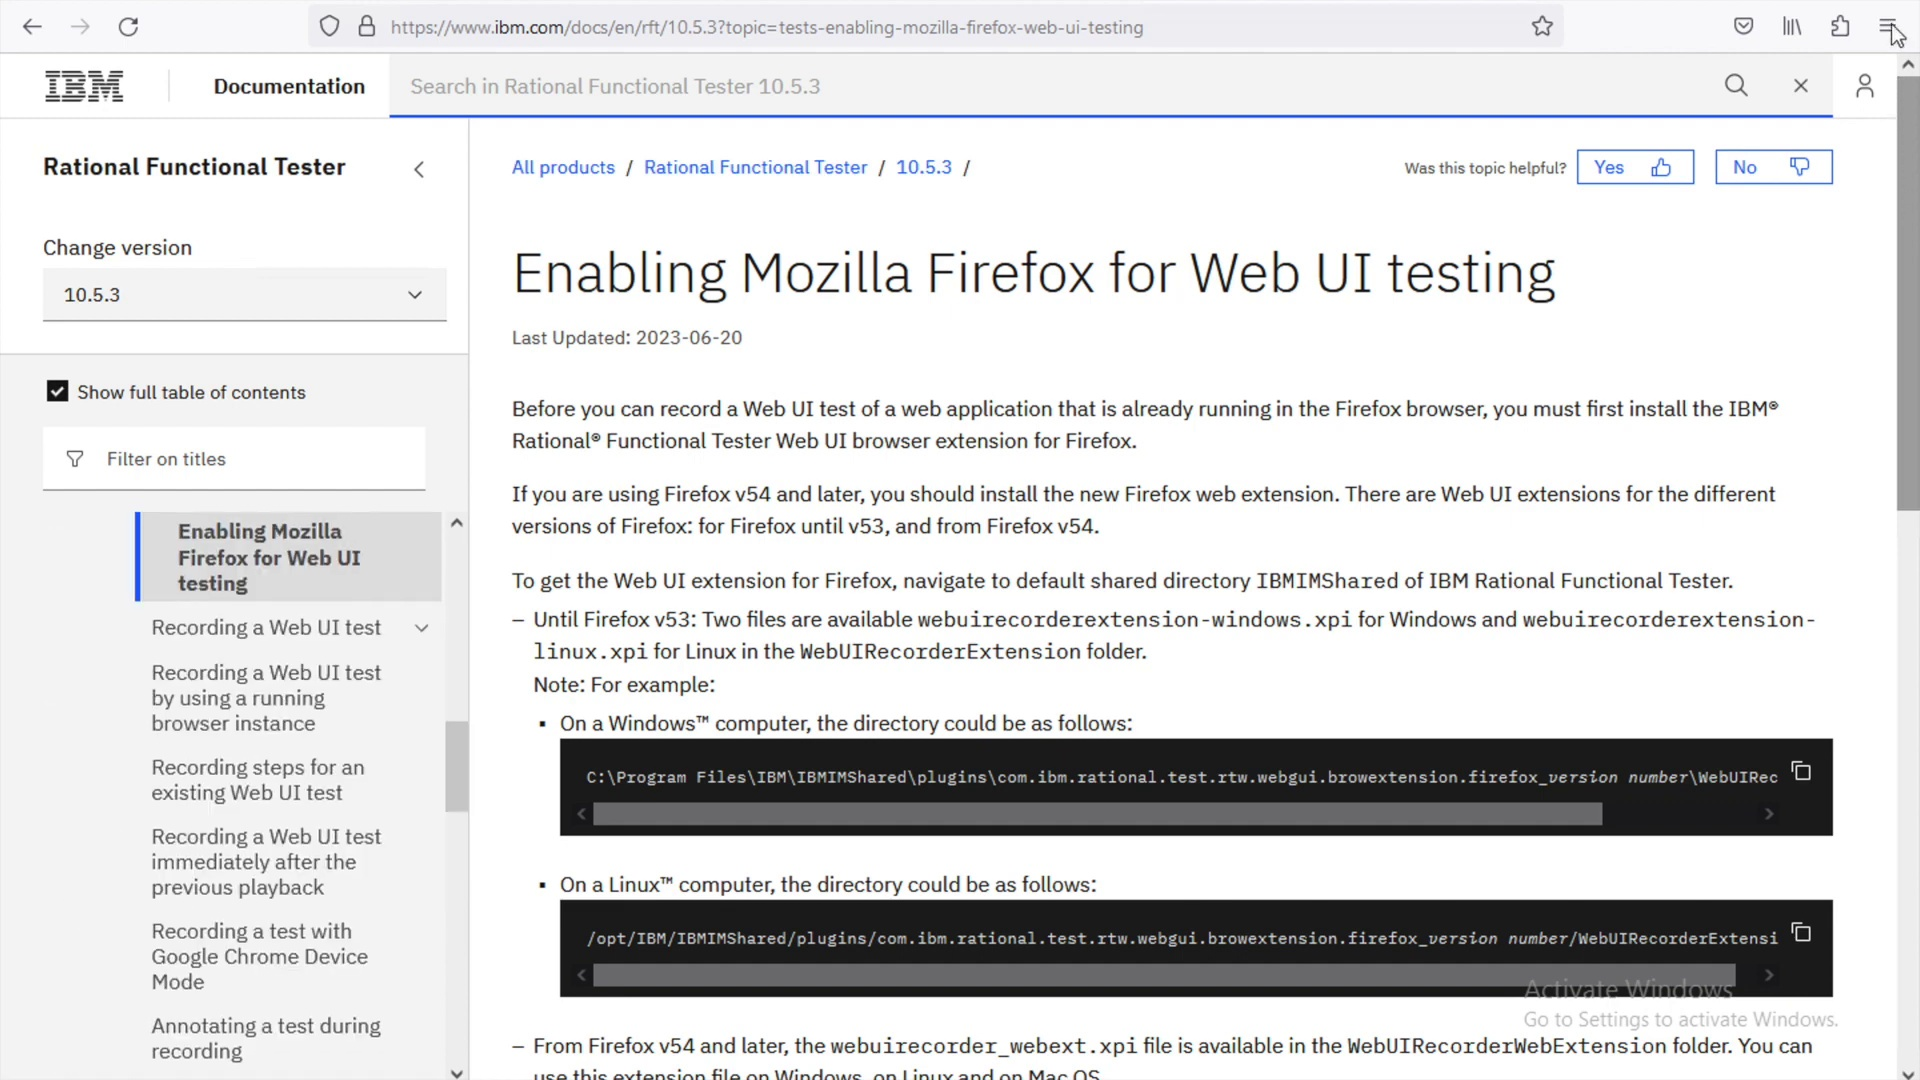 https://www.ibm.com/docs/en/rft/10.5.3?topic=tests-enabling-mozilla-firefox-web-ui-testing
IBM
Documentation
Search in Rational Functional Tester 10.5.3
Rational Functional Tester
Change version
10.5.3
Show full table of contents
Filter on titles
Enabling Mozilla
Firefox for Web UI
testing
Recording a Web UI test
Recording a Web UI test
by using a running
browser instance
Recording steps for an
existing Web UI test
Recording a Web UI test
immediately after the
previous playback
Recording a test with
Google Chrome Device
Mode
Annotating a test during
recording
All products / Rational Functional Tester / 10.5.3 /
Was this topic helpful? Yes No
Enabling Mozilla Firefox for Web UI testing
Last Updated: 2023-06-20
Before you can record a Web UI test of a web application that is already running in the Firefox browser, you must first install the IBM®
Rational® Functional Tester Web UI browser extension for Firefox.
If you are using Firefox v54 and later, you should install the new Firefox web extension. There are Web UI extensions for the different
versions of Firefox: for Firefox until v53, and from Firefox v54.
To get the Web UI extension for Firefox, navigate to default shared directory IBMIMShared of IBM Rational Functional Tester.
– Until Firefox v53: Two files are available webuirecorderextension-windows.xpi for Windows and webuirecorderextension-
linux.xpi for Linux in the WebUIRecorderExtension folder.
Note: For example:
▪ On a Windows™ computer, the directory could be as follows:
C:\Program Files\IBM\IBMIMShared\plugins\com.ibm.rational.test.rtw.webgui.browextension.firefox_version number\WebUIRec
▪ On a Linux™ computer, the directory could be as follows:
/opt/IBM/IBMIMShared/plugins/com.ibm.rational.test.rtw.webgui.browextension.firefox_version number/WebUIRecorderExtensi
– From Firefox v54 and later, the webuirecorder_webext.xpi file is available in the WebUIRecorderWebExtension folder. You can
use this extension file on Windows, on Linux and on Mac OS.
Activate Windows
Go to Settings to activate Windows.